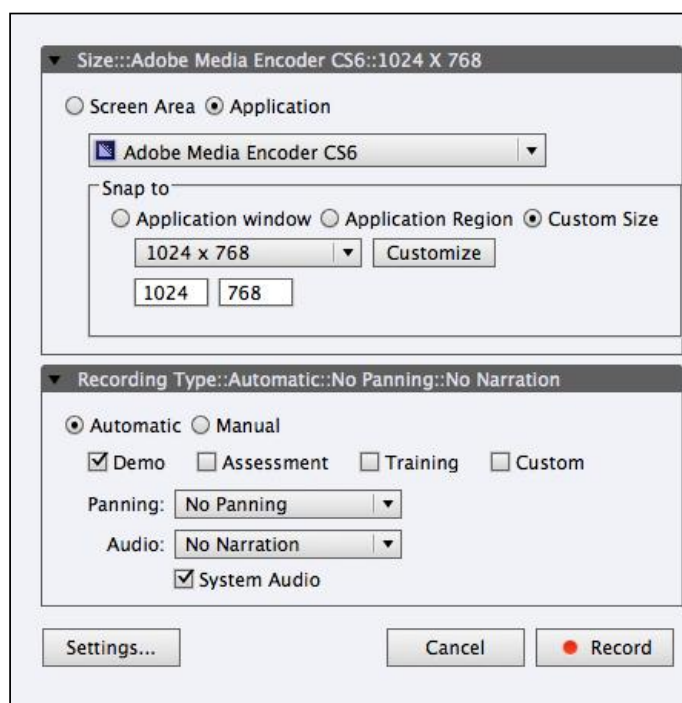 Size:::Adobe Media Encoder CS6::1024 X 768
Screen Area Application
Adobe Media Encoder CS6
Snap to
Application window Application Region Custom Size
1024 x 768 Customize
1024 768
Recording Type::Automatic::No Panning::No Narration
Automatic Manual
Demo Assessment Training Custom
Panning: No Panning
Audio: No Narration
System Audio
Settings... Cancel Record